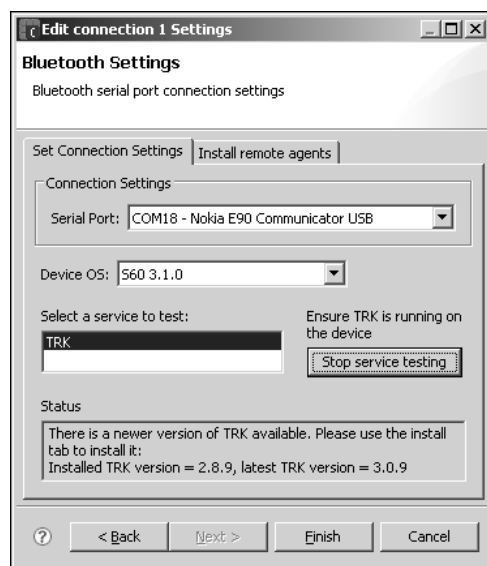 Edit connection 1 Settings
Bluetooth Settings
Bluetooth serial port connection settings
Set Connection Settings
Install remote agents
Connection Settings
Serial Port: COM18 - Nokia E90 Communicator USB
Device OS: S60 3.1.0
Select a service to test:
Ensure TRK is running on
the device
TRK
Stop service testing
Status
There is a newer version of TRK available. Please use the install
tab to install it:
Installed TRK version = 2.8.9, latest TRK version = 3.0.9
? < Back Next > Finish Cancel